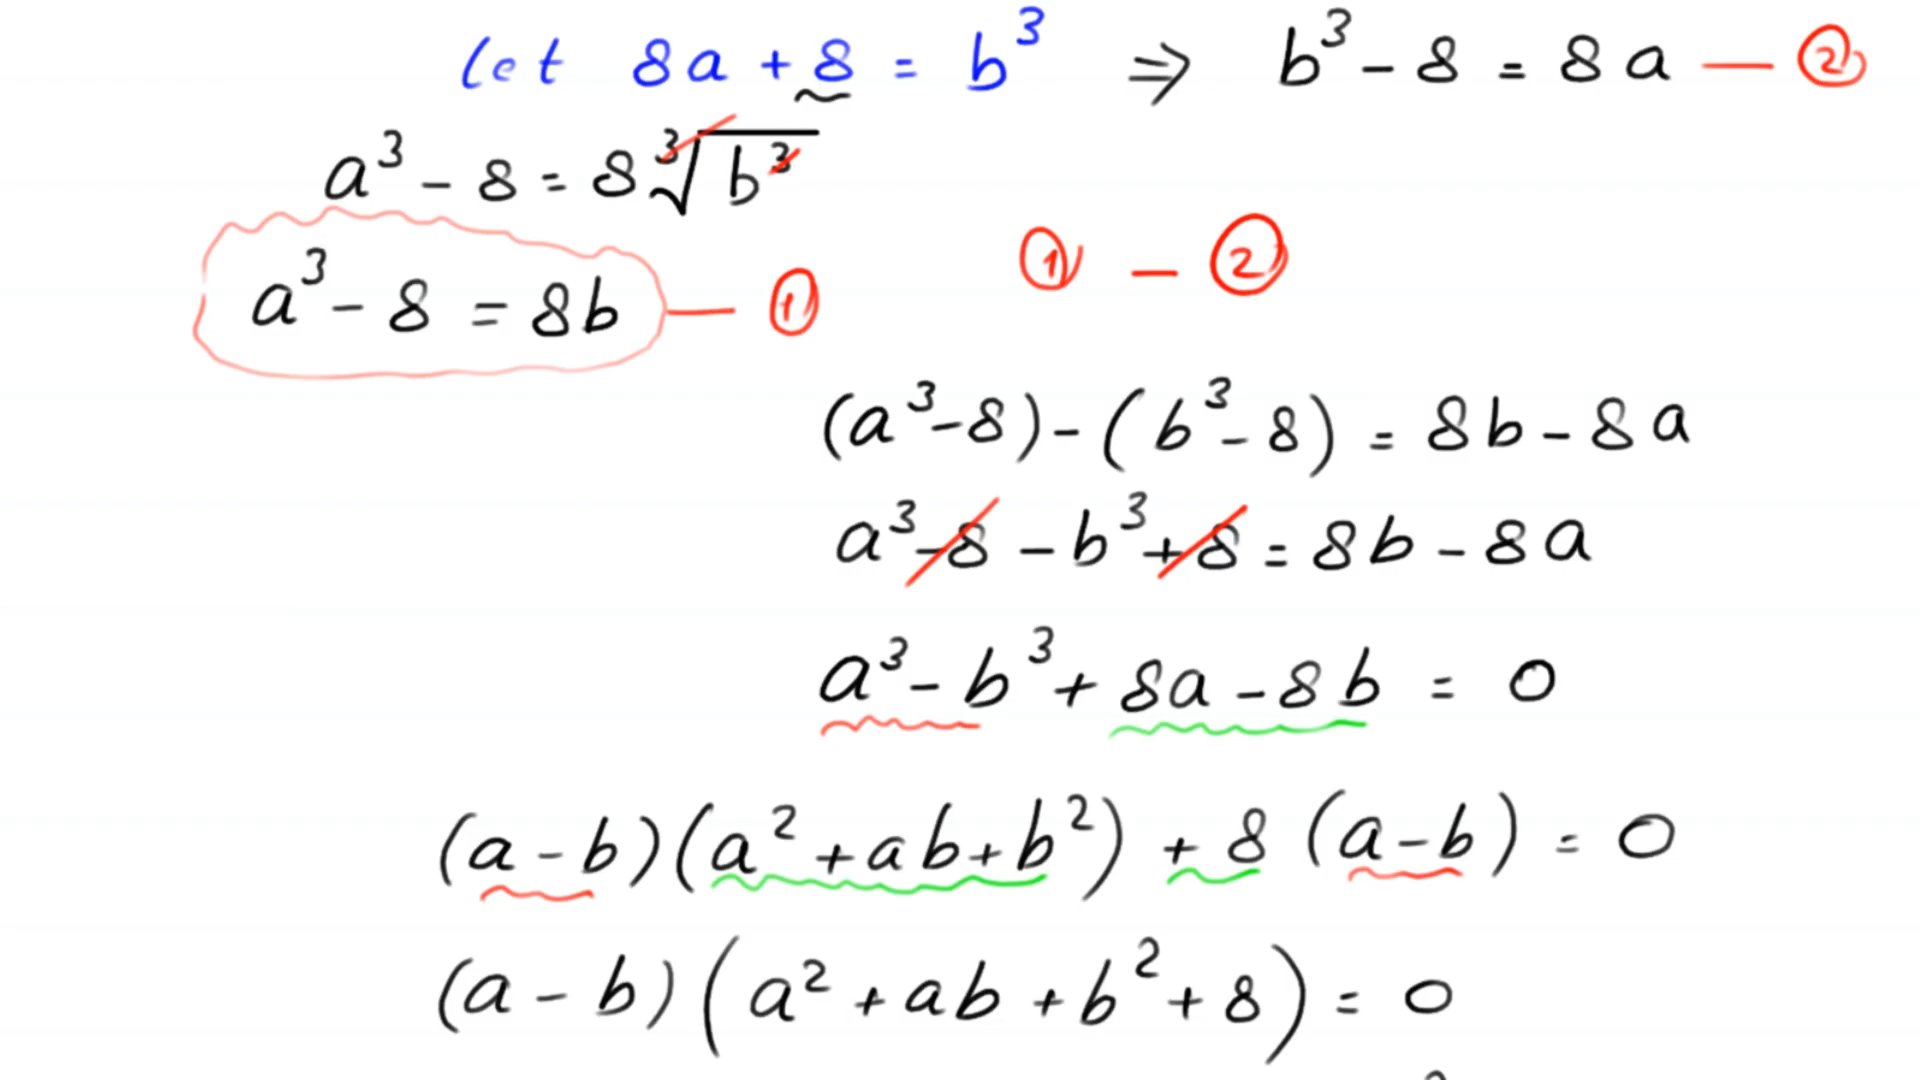 let 8a + 8 = b³ ⇒ b³ - 8 = 8a — ②
a³ - 8 = 8∛b³
a³ - 8 = 8b — ①
① — ②
(a³-8) - (b³-8) = 8b - 8a
a³ - 8 - b³ + 8 = 8b - 8a
a³ - b³ + 8a - 8b = 0
(a - b)(a² + ab + b²) + 8(a - b) = 0
(a - b)(a² + ab + b² + 8) = 0